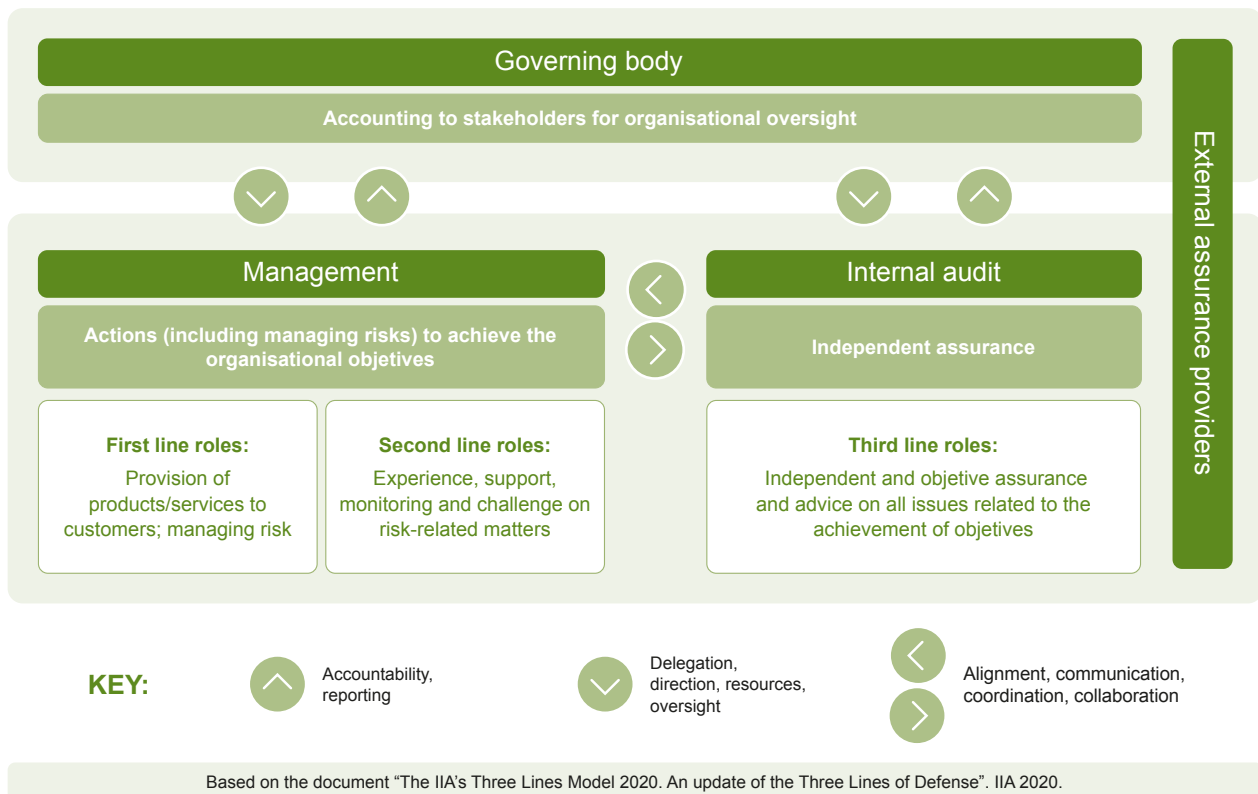 Governing body
Accounting to stakeholders for organisational oversight
External assurance providers
Management
Actions (including managing risks) to achieve the
organisational objectives
First line roles:
Provision of
products/services to
customers; managing risk
Second line roles:
Experience, support,
monitoring and challenge on
risk-related matters
Internal audit
Independent assurance
Third line roles:
Independent and objetive assurance
and advice on all issues related to the
achievement of objetives
KEY:
Accountability,
reporting
Delegation,
direction, resources,
oversight
Alignment, communication,
coordination, collaboration
Based on the document “The IIA’s Three Lines Model 2020. An update of the Three Lines of Defense”. IIA 2020.